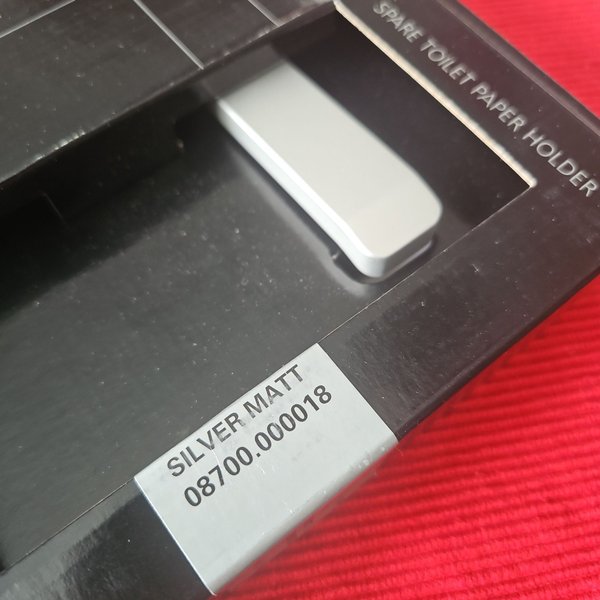 SPARE TOILET PAPER HOLDER
SILVER MATT
08700.000018